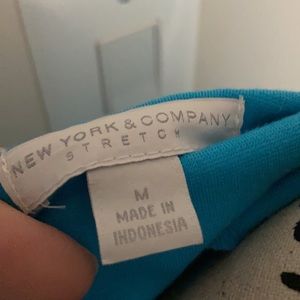 NEW YORK & COMPANY
STRETCH
M
MADE IN
INDONESIA